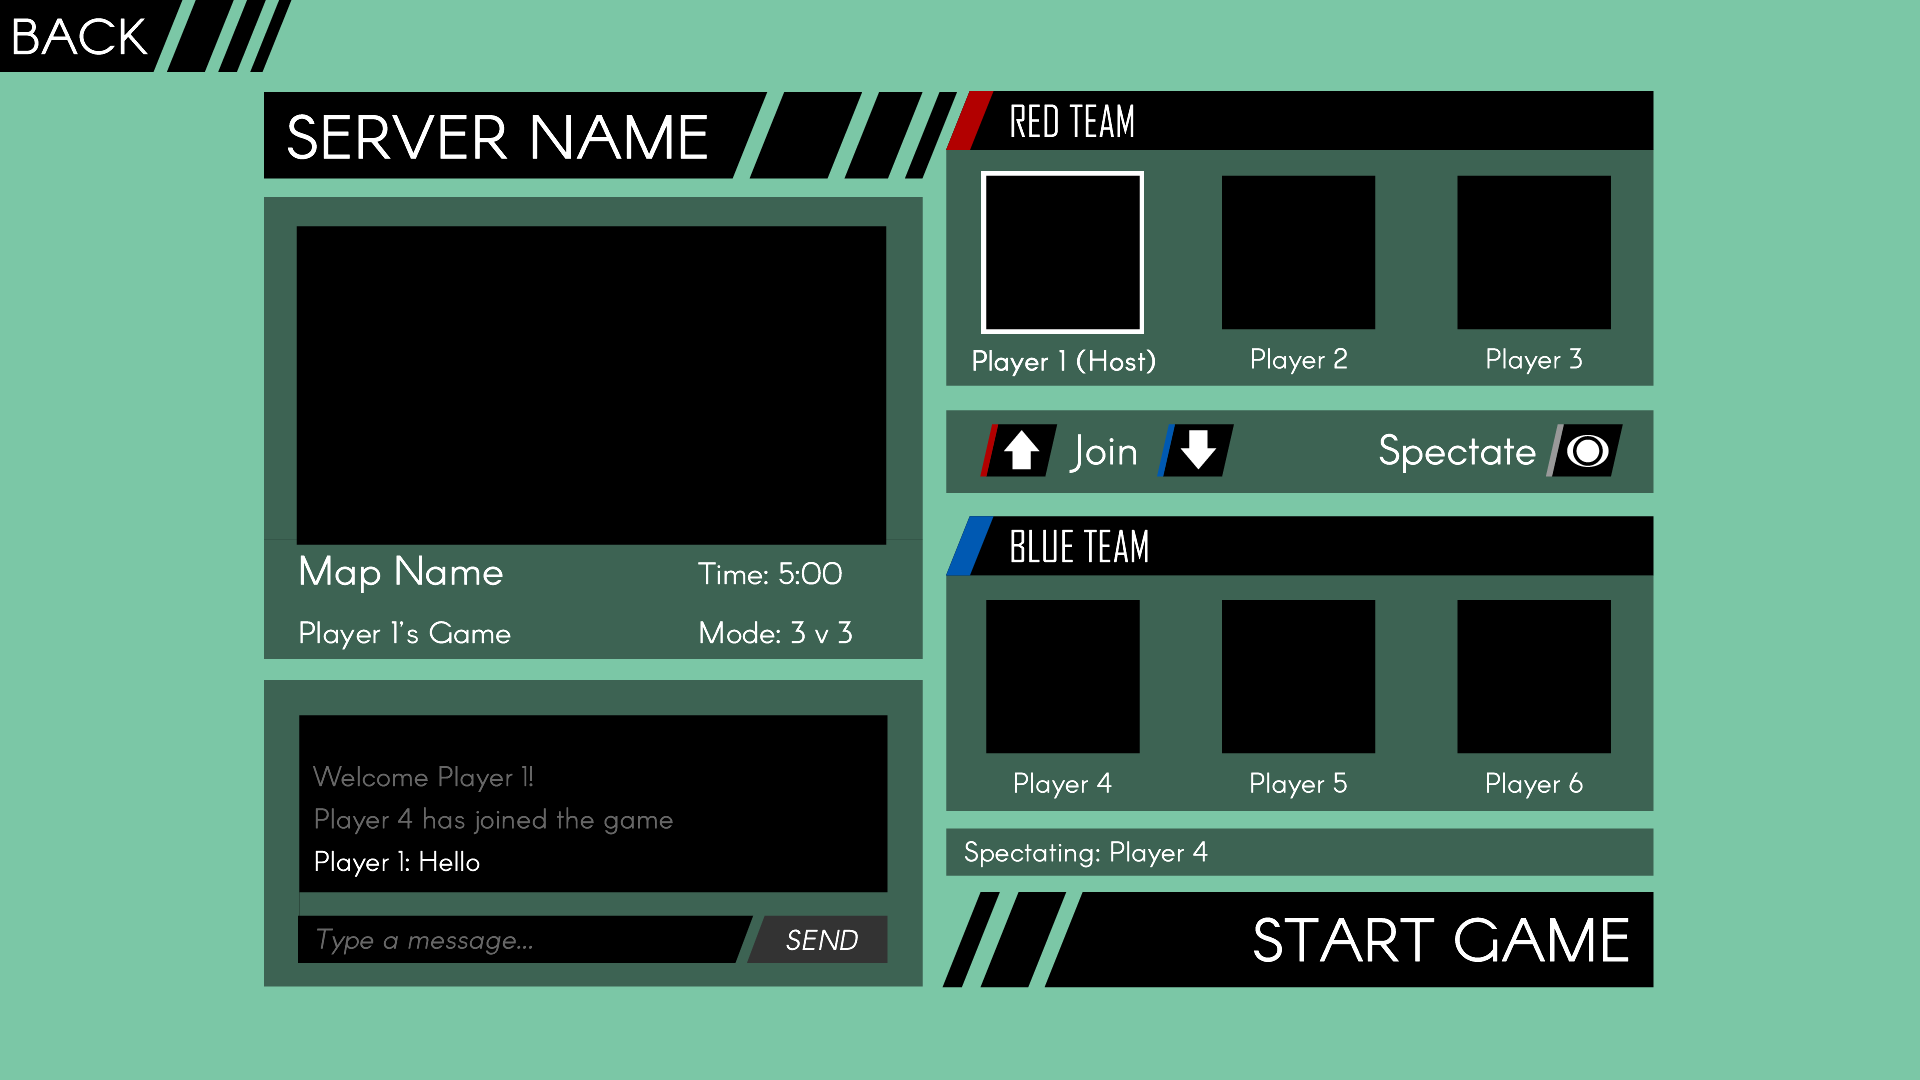 BACK
SERVER NAME
Map Name
Time: 5:00
Player 1's Game
Mode: 3 v 3
Welcome Player 1!
Player 4 has joined the game
Player 1: Hello
Type a message...
SEND
RED TEAM
Player 1 (Host)
Player 2
Player 3
Join
Spectate
BLUE TEAM
Player 4
Player 5
Player 6
Spectating: Player 4
START GAME